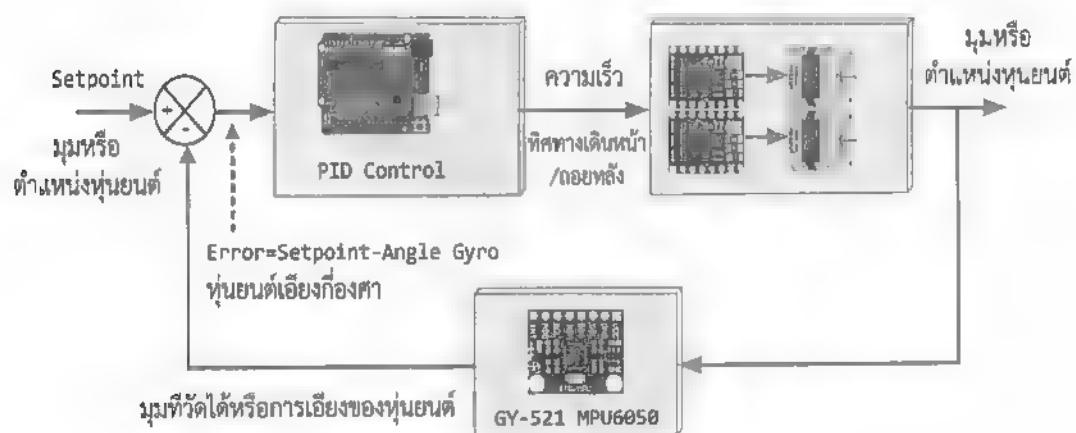 Setpoint
มุมหรือ
ตำแหน่งหุ่นยนต์
+
-
PID Control
ความเร็ว
ทิศทางเดินหน้า
/ถอยหลัง
มุมหรือ
ตำแหน่งหุ่นยนต์
Error=Setpoint-Angle Gyro
หุ่นยนต์เอียงกี่องศา
มุมที่วัดได้หรือการเอียงของหุ่นยนต์
GY-521 MPU6050